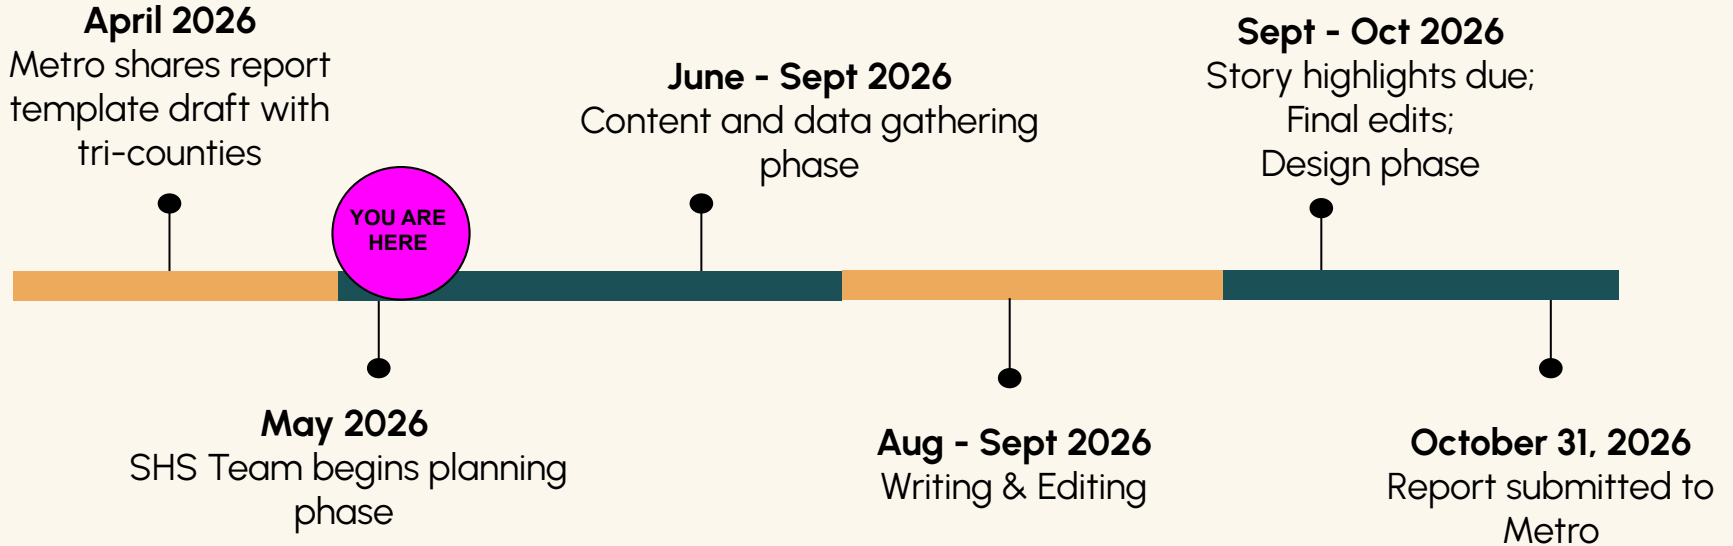 April 2026
Metro shares report
template draft with
tri-counties
YOU ARE
HERE
May 2026
SHS Team begins planning
phase
June - Sept 2026
Content and data gathering
phase
Aug - Sept 2026
Writing & Editing
Sept - Oct 2026
Story highlights due;
Final edits;
Design phase
October 31, 2026
Report submitted to
Metro